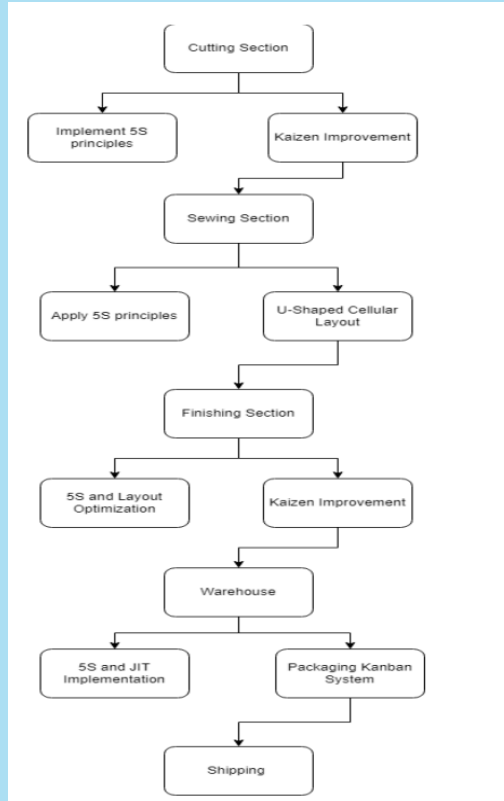 Cutting Section
Implement 5S
principles
Kaizen Improvement
Sewing Section
Apply 5S principles
U-Shaped Cellular
Layout
Finishing Section
5S and Layout
Optimization
Kaizen Improvement
Warehouse
5S and JIT
Implementation
Packaging Kanban
System
Shipping